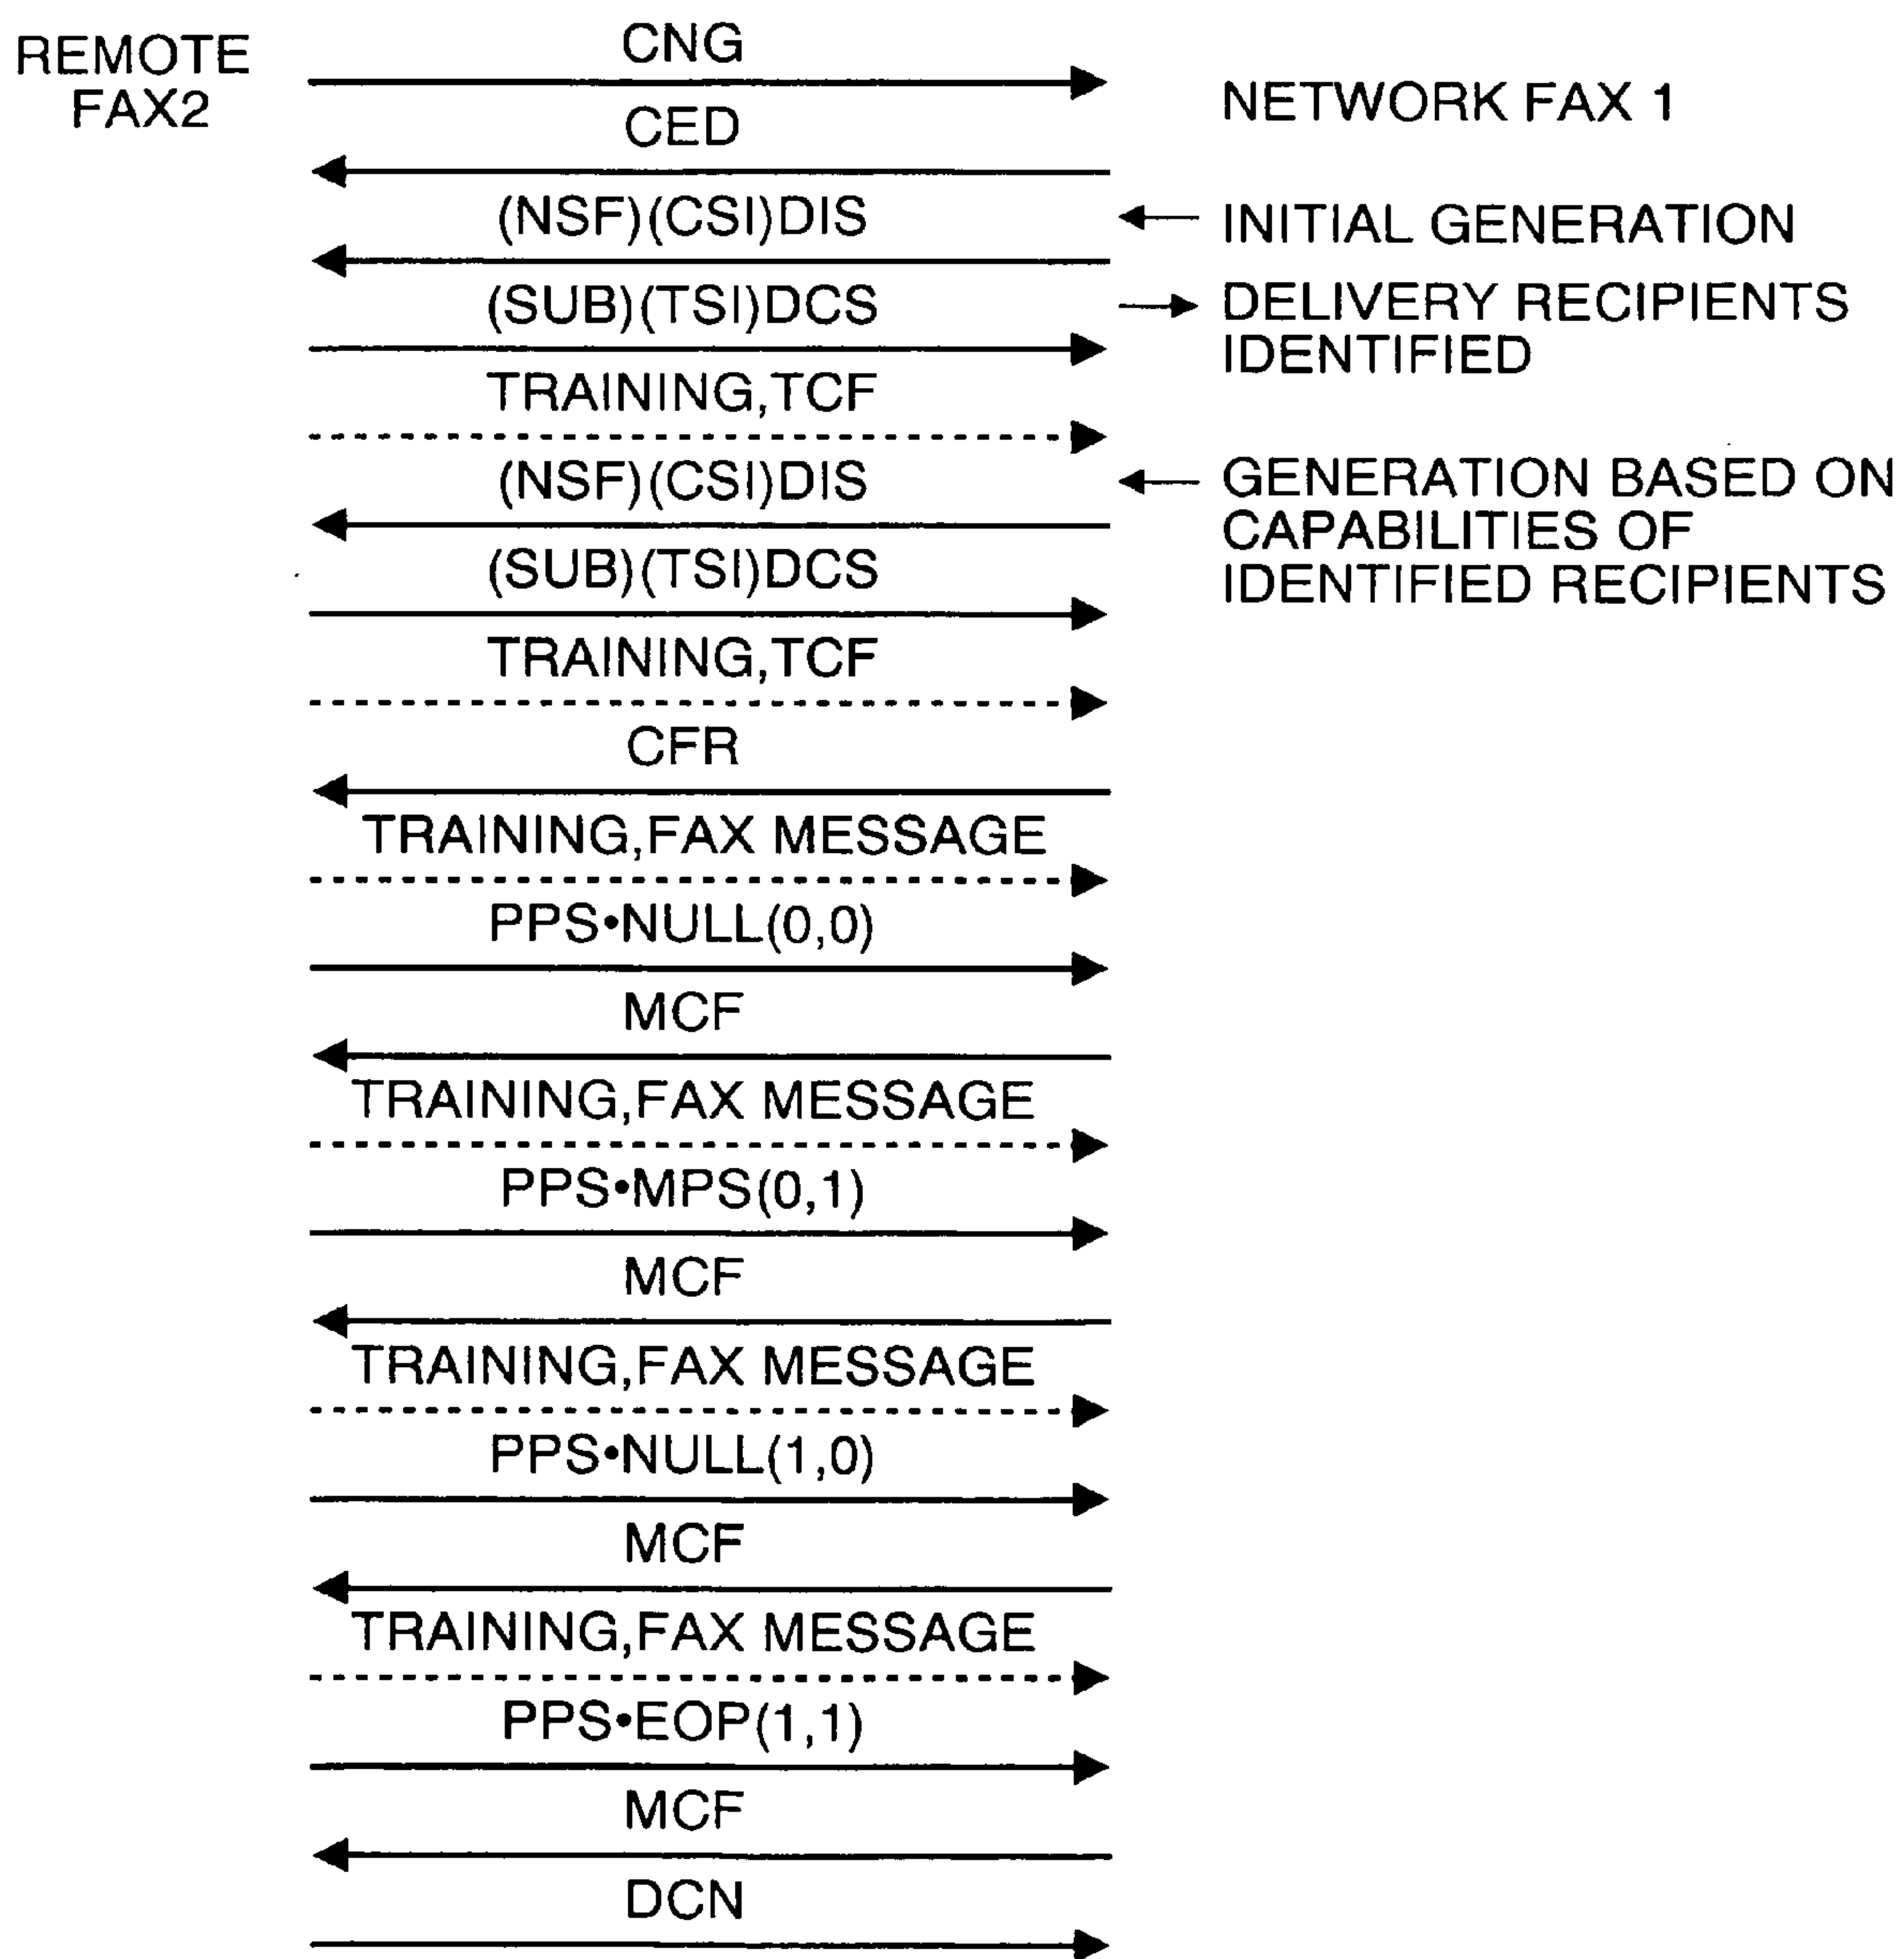 REMOTE
FAX2
CNG
NETWORK FAX 1
CED
(NSF)(CSI)DIS
INITIAL GENERATION
(SUB)(TSI)DCS
DELIVERY RECIPIENTS
IDENTIFIED
TRAINING,TCF
(NSF)(CSI)DIS
GENERATION BASED ON
CAPABILITIES OF
IDENTIFIED RECIPIENTS
(SUB)(TSI)DCS
TRAINING,TCF
CFR
TRAINING,FAX MESSAGE
PPS•NULL(0,0)
MCF
TRAINING,FAX MESSAGE
PPS•MPS(0,1)
MCF
TRAINING,FAX MESSAGE
PPS•NULL(1,0)
MCF
TRAINING,FAX MESSAGE
PPS•EOP(1,1)
MCF
DCN